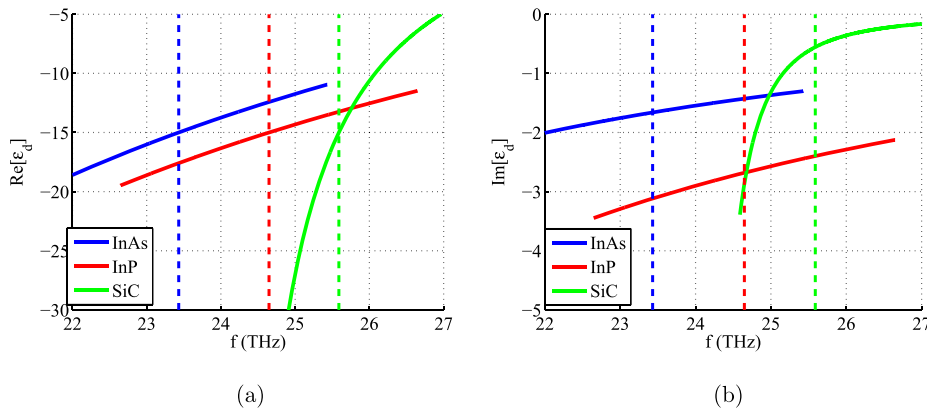 −5
−10
−15
−20
−25
−30
Re[ε_d]
InAs
InP
SiC
22 23 24 25 26 27
f (THz)
(a)
0
−1
−2
−3
−4
−5
Im[ε_d]
InAs
InP
SiC
22 23 24 25 26 27
f (THz)
(b)